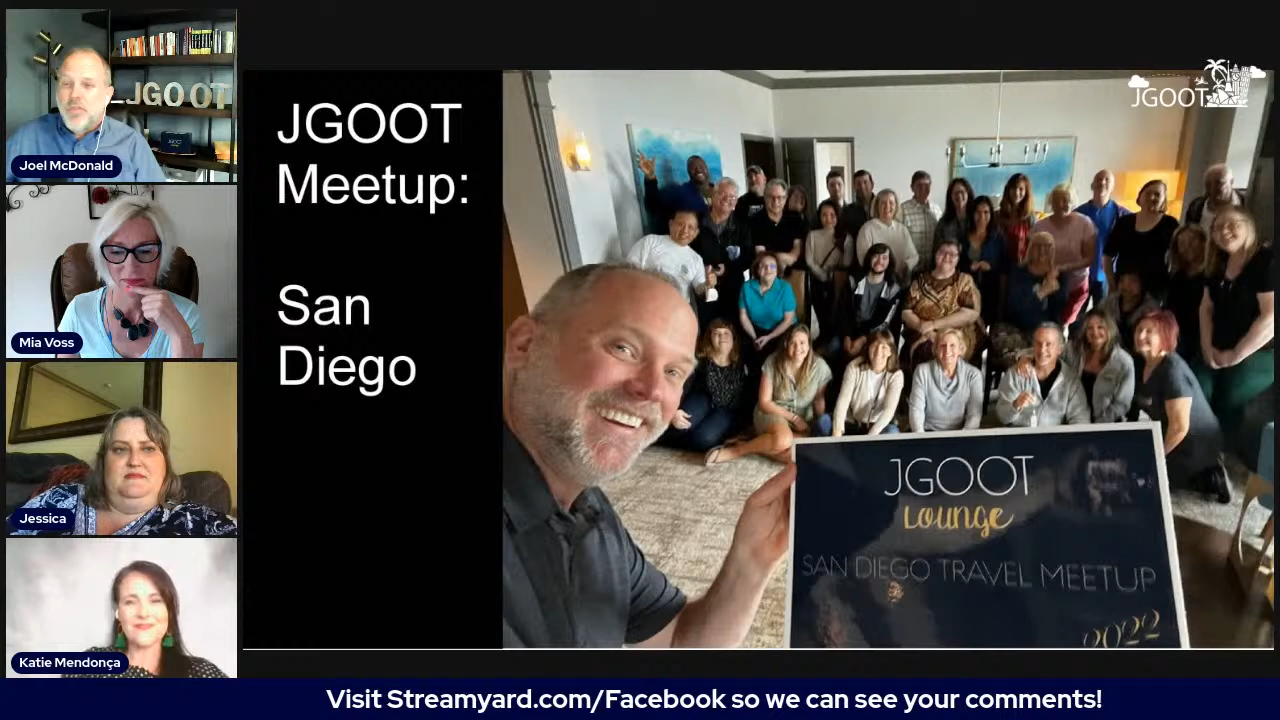 JGOOT
Joel McDonald
Mia Voss
Jessica
Katie Mendonça
JGOOT
Meetup:
San
Diego
JGOOT
JGOOT
Lounge
SAN DIEGO TRAVEL MEETUP
2022
Visit Streamyard.com/Facebook so we can see your comments!